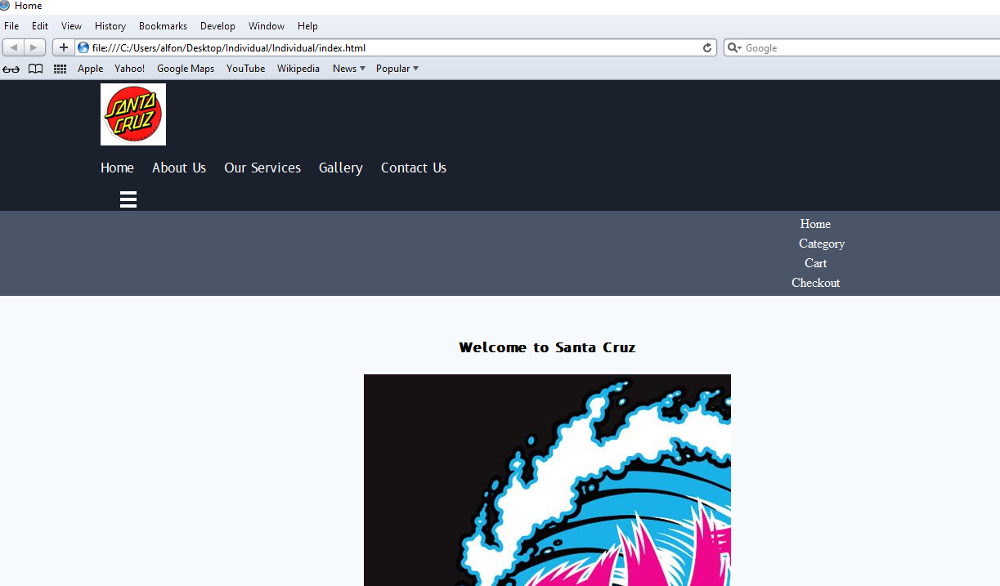 Home
File Edit View History Bookmarks Develop Window Help
file:///C:/Users/alfon/Desktop/Individual/Individual/index.html Google
Apple Yahoo! Google Maps YouTube Wikipedia News Popular
SANTA
CRUZ
Home About Us Our Services Gallery Contact Us
Home
Category
Cart
Checkout
Welcome to Santa Cruz